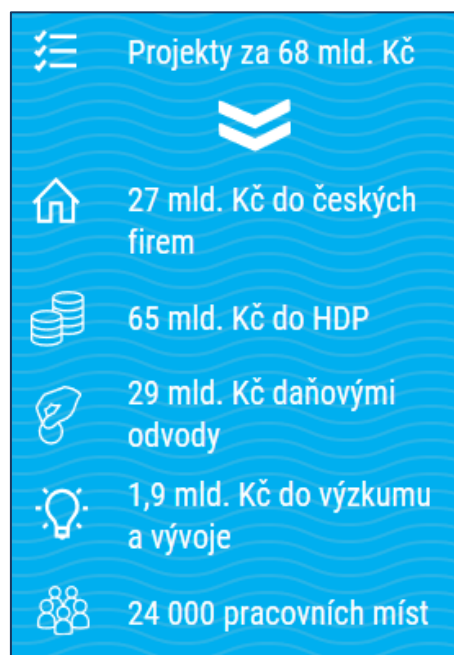 Projekty za 68 mld. Kč
27 mld. Kč do českých
firem
65 mld. Kč do HDP
29 mld. Kč daňovými
odvody
1,9 mld. Kč do výzkumu
a vývoje
24 000 pracovních míst